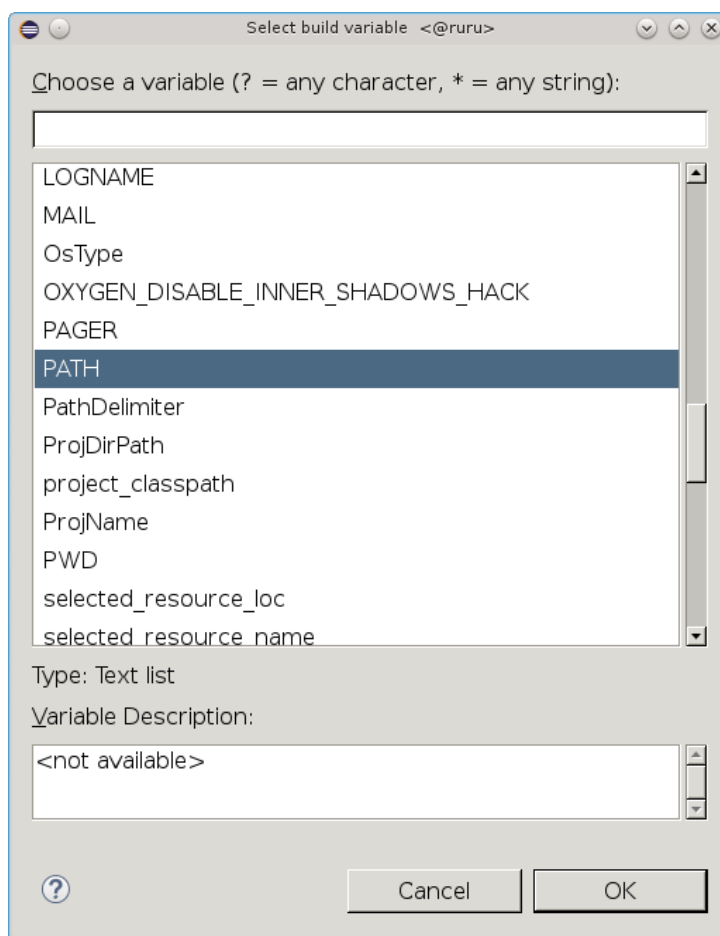 Select build variable <@ruru>
Choose a variable (? = any character, * = any string):
LOGNAME
MAIL
OsType
OXYGEN_DISABLE_INNER_SHADOWS_HACK
PAGER
PATH
PathDelimiter
ProjDirPath
project_classpath
ProjName
PWD
selected_resource_loc
selected_resource_name
Type: Text list
Variable Description:
<not available>
? Cancel OK